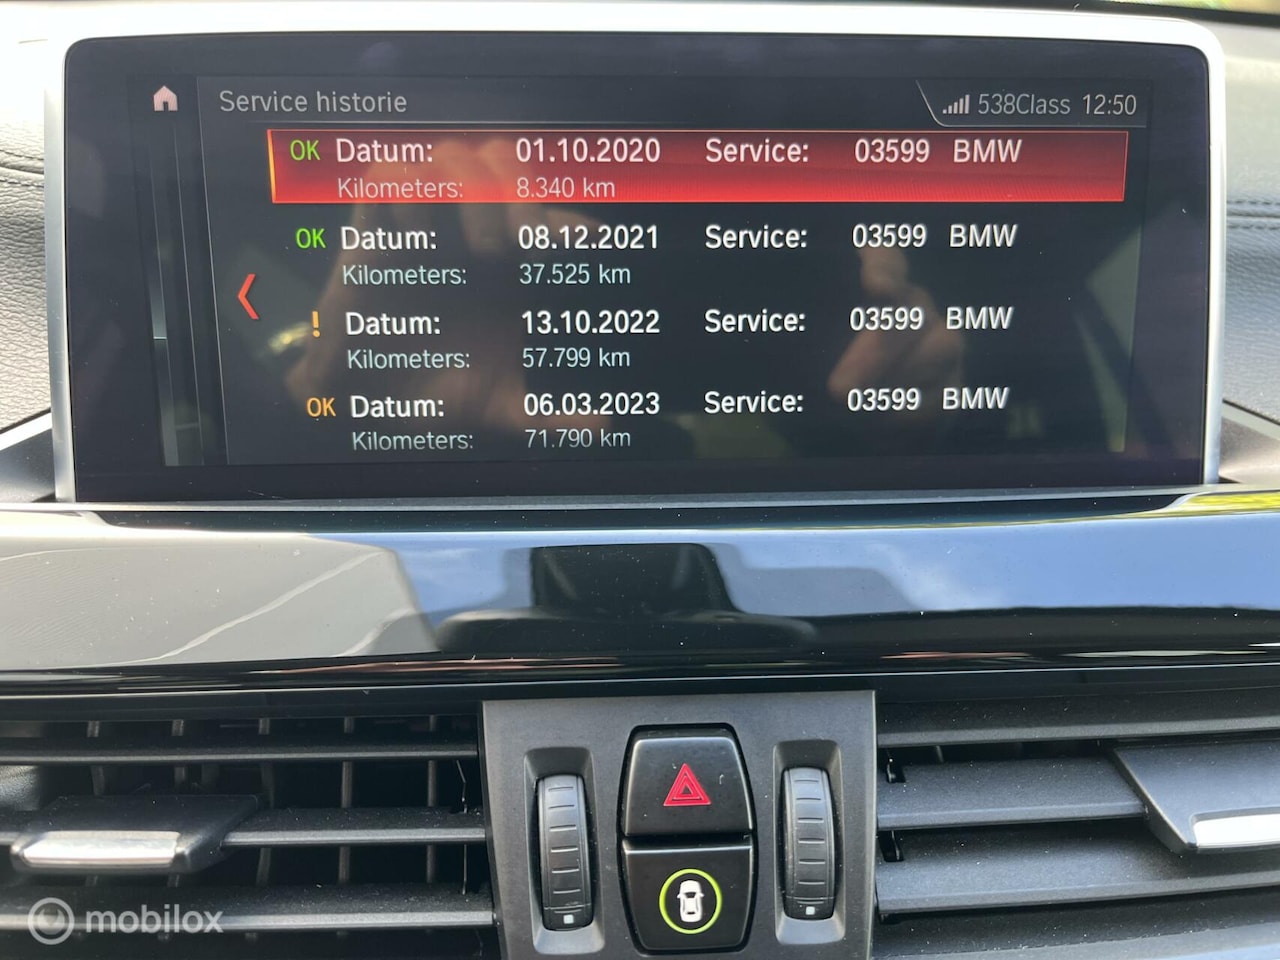 Service historie 538Class 12:50
OK Datum: 01.10.2020 Service: 03599 BMW
Kilometers: 8.340 km
OK Datum: 08.12.2021 Service: 03599 BMW
Kilometers: 37.525 km
! Datum: 13.10.2022 Service: 03599 BMW
Kilometers: 57.799 km
OK Datum: 06.03.2023 Service: 03599 BMW
Kilometers: 71.790 km
mobilox